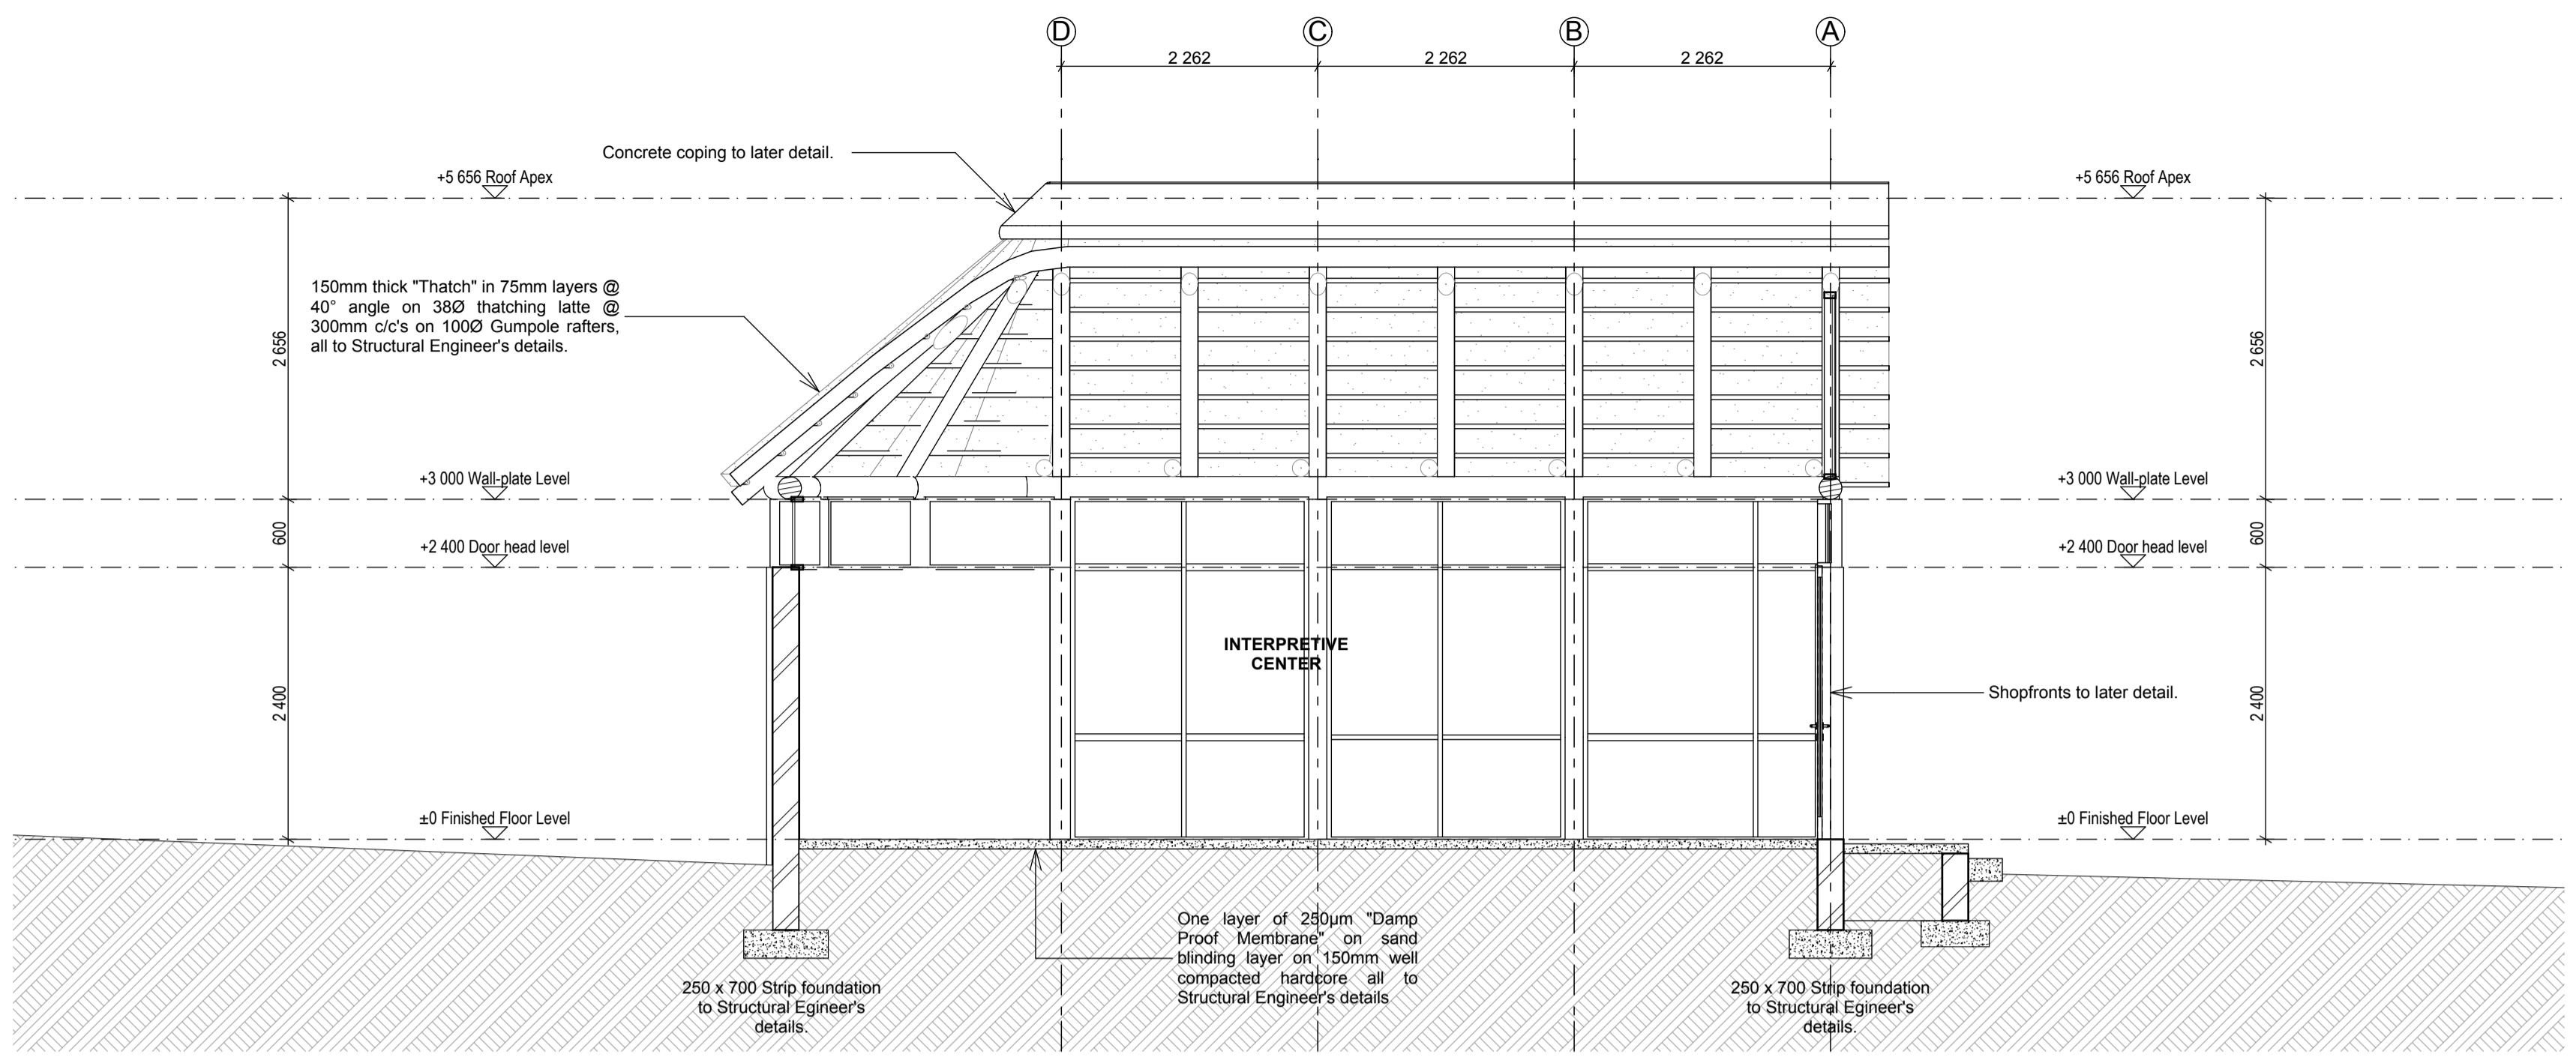 D
C
B
A
2 262
2 262
2 262
Concrete coping to later detail.
+5 656 Roof Apex
+5 656 Roof Apex
150mm thick "Thatch" in 75mm layers @
40° angle on 38Ø thatching latte @
300mm c/c's on 100Ø Gumpole rafters,
all to Structural Engineer's details.
2 656
2 656
+3 000 Wall-plate Level
+3 000 Wall-plate Level
600
600
+2 400 Door head level
+2 400 Door head level
INTERPRETIVE
CENTER
2 400
Shopfronts to later detail.
2 400
±0 Finished Floor Level
±0 Finished Floor Level
One layer of 250µm "Damp
Proof Membrane" on sand
blinding layer on 150mm well
compacted hardcore all to
Structural Engineer's details
250 x 700 Strip foundation
to Structural Egineer's
details.
250 x 700 Strip foundation
to Structural Egineer's
details.